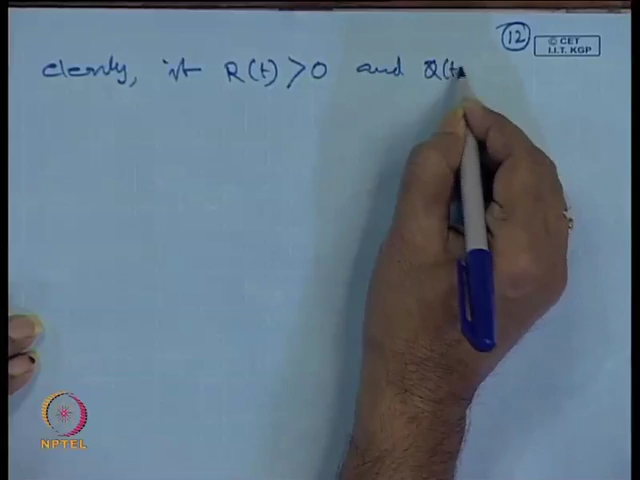 12
© CET
I.I.T. KGP
clearly, if R(t) > 0 and Q(t
NPTEL